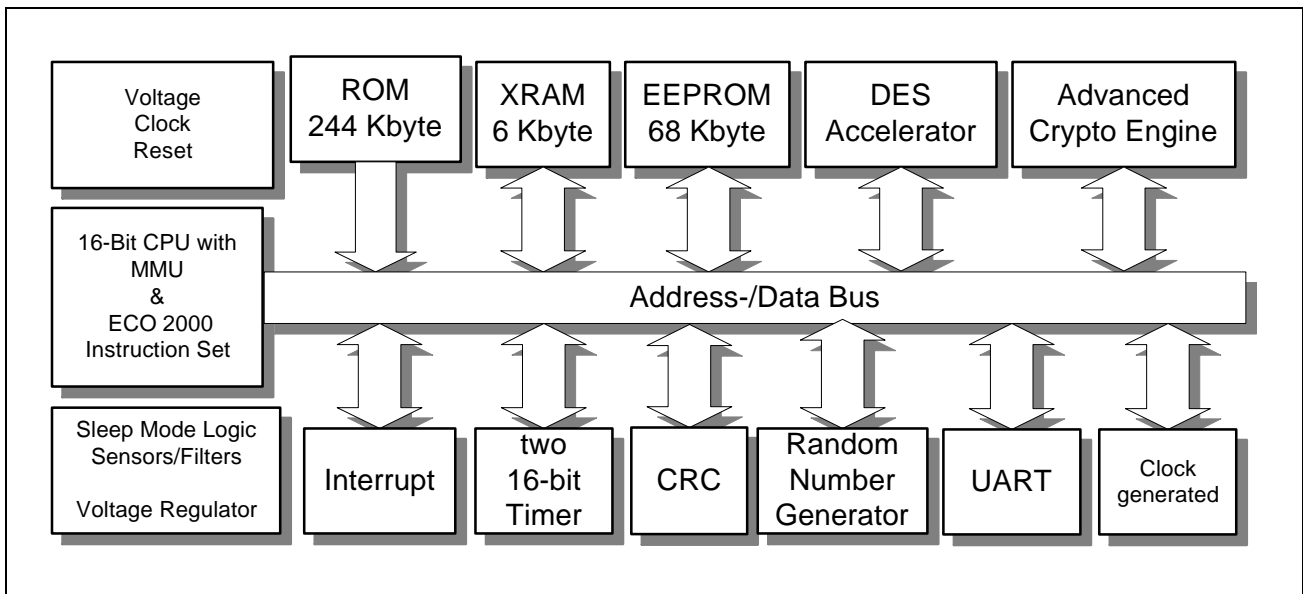 Voltage
Clock
Reset
ROM
244 Kbyte
XRAM
6 Kbyte
EEPROM
68 Kbyte
DES
Accelerator
Advanced
Crypto Engine
16-Bit CPU with
MMU
&
ECO 2000
Instruction Set
Address-/Data Bus
Sleep Mode Logic
Sensors/Filters
Voltage Regulator
Interrupt
two
16-bit
Timer
CRC
Random
Number
Generator
UART
Clock
generated